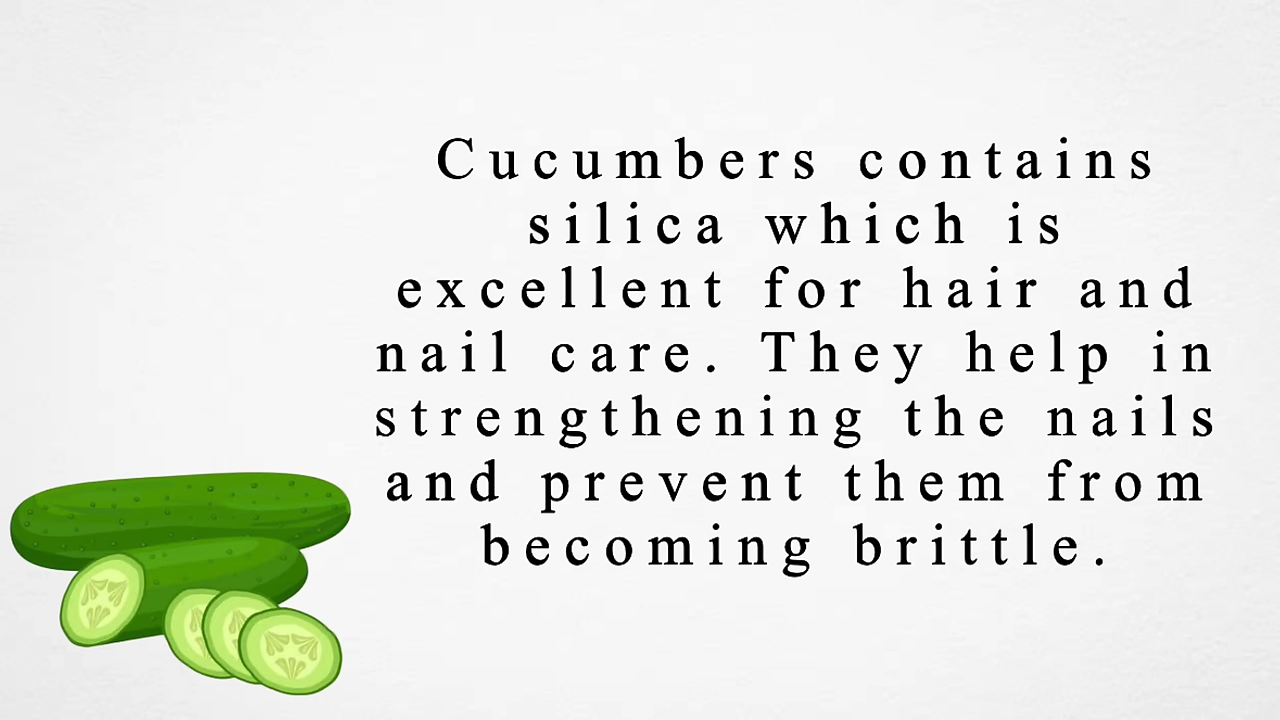 Cucumbers contains
silica which is
excellent for hair and
nail care. They help in
strengthening the nails
and prevent them from
becoming brittle.